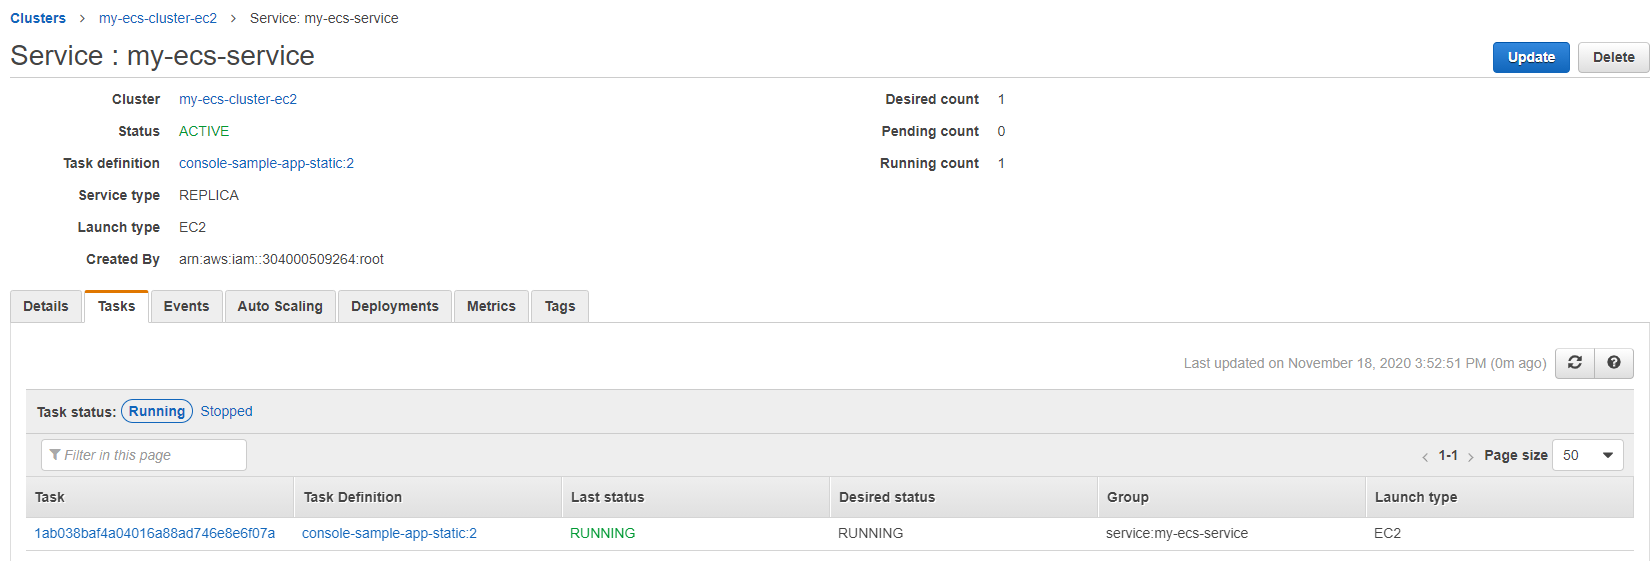 Clusters > my-ecs-cluster-ec2 > Service: my-ecs-service
Service : my-ecs-service
Update Delete
Cluster my-ecs-cluster-ec2 Desired count 1
Status ACTIVE Pending count 0
Task definition console-sample-app-static:2 Running count 1
Service type REPLICA
Launch type EC2
Created By arn:aws:iam::304000509264:root
Details Tasks Events Auto Scaling Deployments Metrics Tags
Last updated on November 18, 2020 3:52:51 PM (0m ago)
Task status: Running Stopped
Filter in this page < 1-1 > Page size 50
Task Task Definition Last status Desired status Group Launch type
1ab038baf4a04016a88ad746e8e6f07a console-sample-app-static:2 RUNNING RUNNING service:my-ecs-service EC2